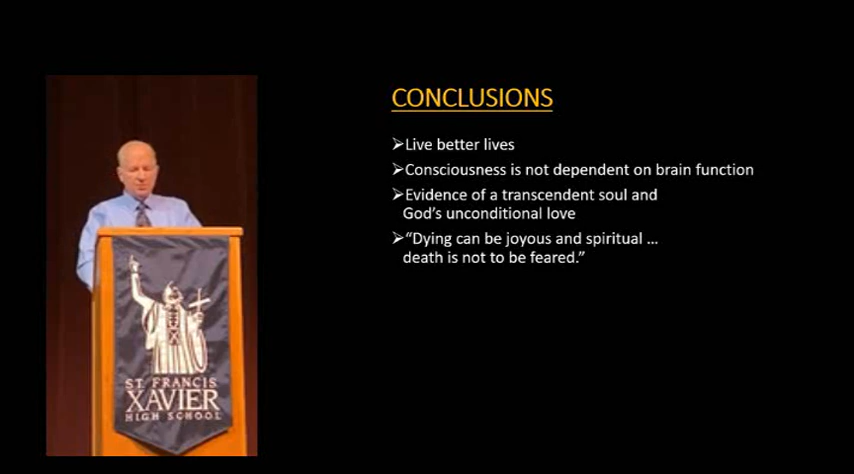 CONCLUSIONS
➢Live better lives
➢Consciousness is not dependent on brain function
➢Evidence of a transcendent soul and
God’s unconditional love
➢“Dying can be joyous and spiritual …
death is not to be feared.”
ST. FRANCIS
XAVIER
HIGH SCHOOL